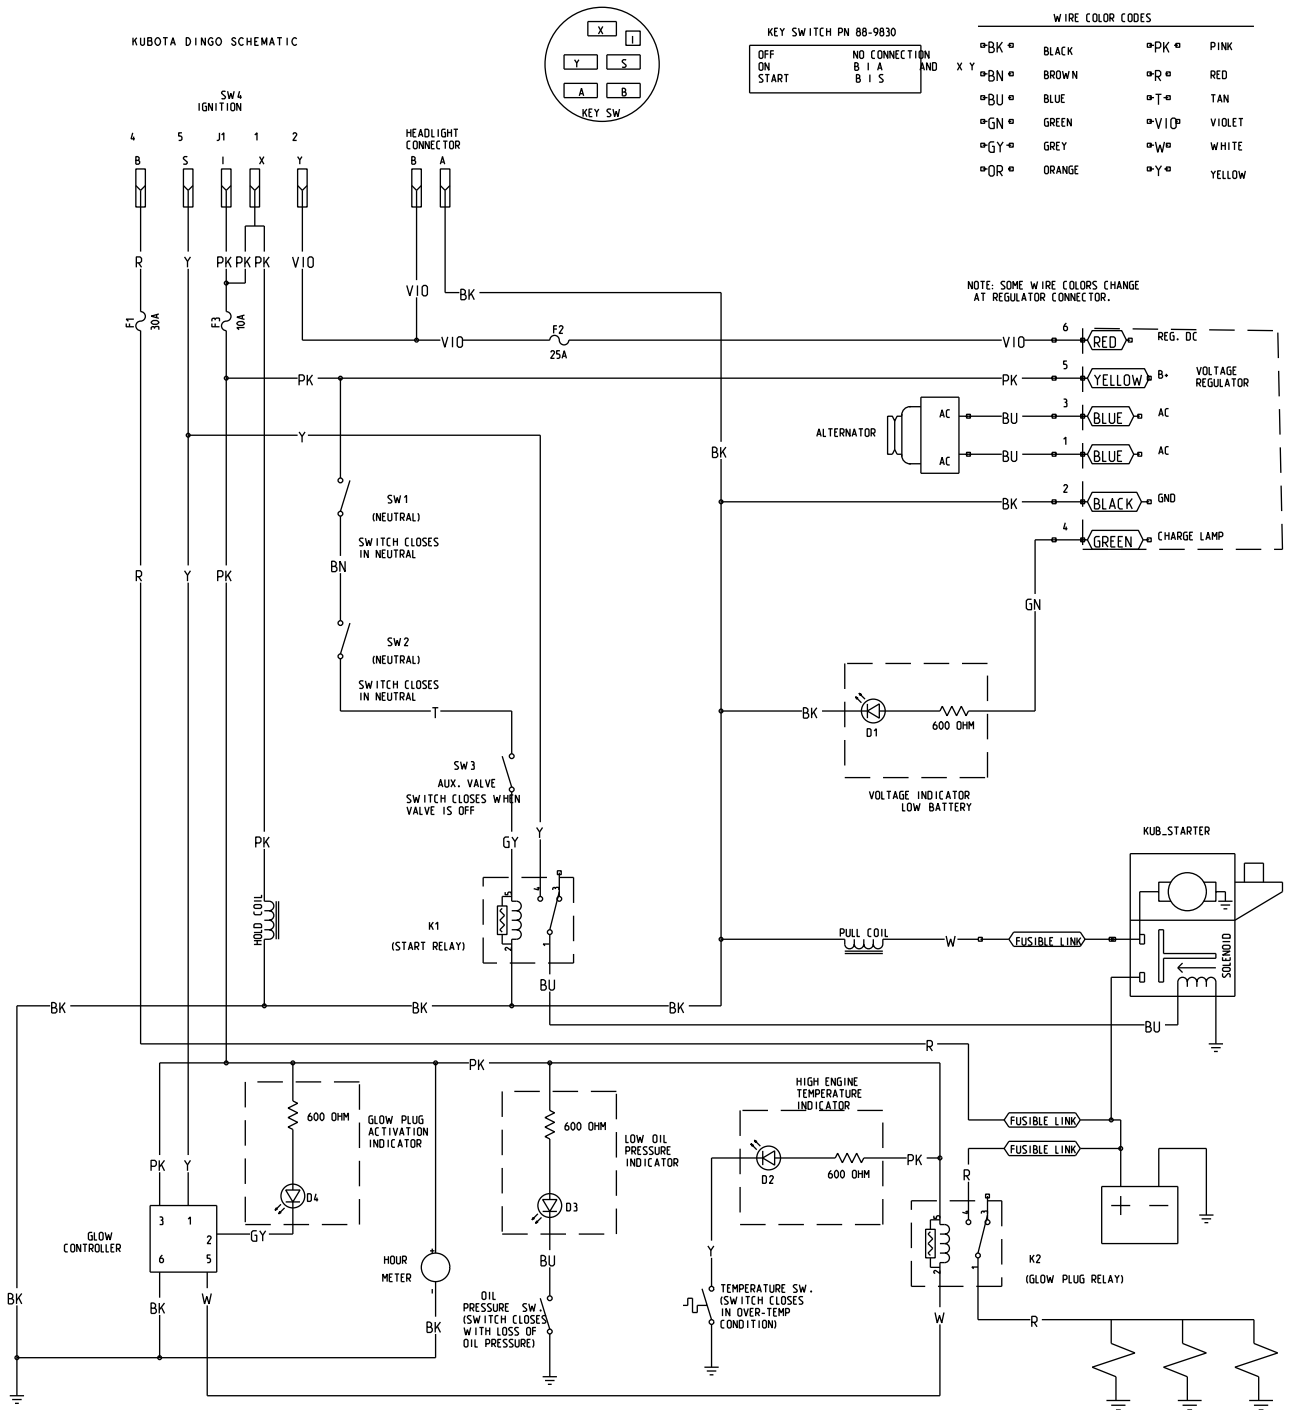 KUBOTA DINGO SCHEMATIC
X
I
Y
S
A
B
KEY SW
KEY SWITCH PN 88-9830
OFF NO CONNECTION
ON B I A AND X Y
START B I S
WIRE COLOR CODES
BK BLACK
PK PINK
BN BROWN
R RED
BU BLUE
T TAN
GN GREEN
VIO VIOLET
GY GREY
W WHITE
OR ORANGE
Y YELLOW
SW4
IGNITION
4 5 J1 1 2
B S I X Y
HEADLIGHT
CONNECTOR
B A
R Y PK PK PK VIO
VIO
BK
F1
30A
F3
10A
NOTE: SOME WIRE COLORS CHANGE
AT REGULATOR CONNECTOR.
VIO
F2
25A
VIO
6
RED
REG. DC
PK
PK
5
YELLOW
B+
VOLTAGE
REGULATOR
ALTERNATOR
AC
BU
3
BLUE
AC
AC
BU
1
BLUE
AC
Y
BK
BK
2
BLACK
GND
4
GREEN
CHARGE LAMP
SW1
(NEUTRAL)
SWITCH CLOSES
IN NEUTRAL
R Y PK
BN
GN
SW2
(NEUTRAL)
SWITCH CLOSES
IN NEUTRAL
T
BK
D1
600 OHM
VOLTAGE INDICATOR
LOW BATTERY
SW3
AUX. VALVE
SWITCH CLOSES WHEN
VALVE IS OFF
PK
GY
Y
KUB_STARTER
HOLD COIL
K1
(START RELAY)
5
4
3
2
1
PULL COIL
W
FUSIBLE LINK
SOLENOID
BU
BK
BK
BK
BU
R
PK
HIGH ENGINE
TEMPERATURE
INDICATOR
FUSIBLE LINK
600 OHM
GLOW PLUG
ACTIVATION
INDICATOR
600 OHM
LOW OIL
PRESSURE
INDICATOR
FUSIBLE LINK
PK Y
D2
600 OHM
PK
R
D4
D3
+ -
GLOW
CONTROLLER
3 1
2
6 5
GY
HOUR
METER
+
-
BU
Y
5
4
3
2
1
K2
(GLOW PLUG RELAY)
BK
BK
W
BK
OIL
PRESSURE SW.
(SWITCH CLOSES
WITH LOSS OF
OIL PRESSURE)
TEMPERATURE SW.
(SWITCH CLOSES
IN OVER-TEMP
CONDITION)
W
R